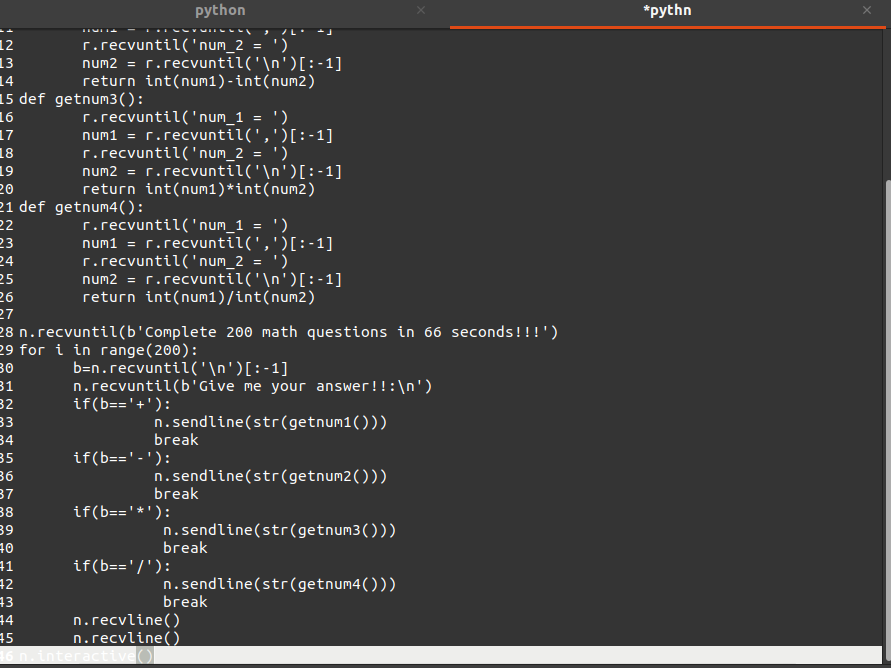 python × *pythn ×
12 r.recvuntil('num_2 = ')
13 num2 = r.recvuntil('\n')[:-1]
14 return int(num1)-int(num2)
15 def getnum3():
16 r.recvuntil('num_1 = ')
17 num1 = r.recvuntil(',')[:-1]
18 r.recvuntil('num_2 = ')
19 num2 = r.recvuntil('\n')[:-1]
20 return int(num1)*int(num2)
21 def getnum4():
22 r.recvuntil('num_1 = ')
23 num1 = r.recvuntil(',')[:-1]
24 r.recvuntil('num_2 = ')
25 num2 = r.recvuntil('\n')[:-1]
26 return int(num1)/int(num2)
27
28 n.recvuntil(b'Complete 200 math questions in 66 seconds!!!')
29 for i in range(200):
30 b=n.recvuntil('\n')[:-1]
31 n.recvuntil(b'Give me your answer!!:\n')
32 if(b=='+'):
33 n.sendline(str(getnum1()))
34 break
35 if(b=='-'):
36 n.sendline(str(getnum2()))
37 break
38 if(b=='*'):
39 n.sendline(str(getnum3()))
40 break
41 if(b=='/'):
42 n.sendline(str(getnum4()))
43 break
44 n.recvline()
45 n.recvline()
46 n.interactive()